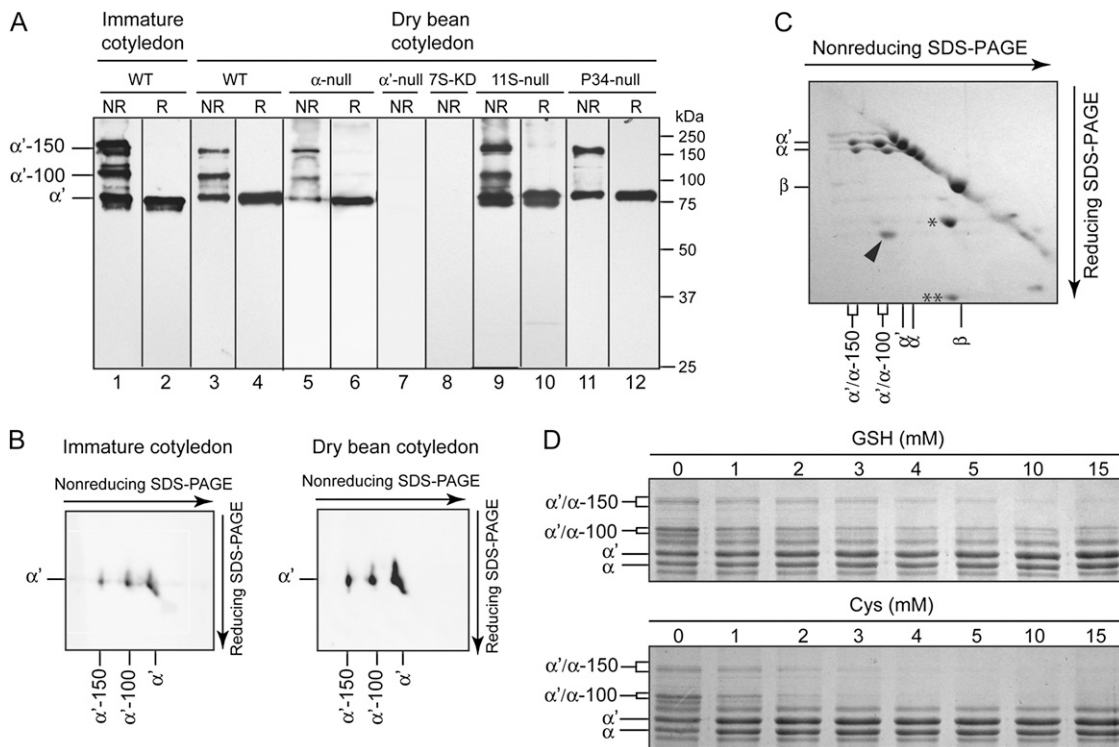 A
Immature cotyledon
Dry bean cotyledon
WT WT α-null α'-null 7S-KD 11S-null P34-null
NR R NR R NR R NR NR NR R NR R
kDa
α'-150
α'-100
α'
250
150
100
75
50
37
25
1 2 3 4 5 6 7 8 9 10 11 12
B
Immature cotyledon
Nonreducing SDS-PAGE
Reducing SDS-PAGE
α'
α'-150
α'-100
α'
Dry bean cotyledon
Nonreducing SDS-PAGE
Reducing SDS-PAGE
α'
α'-150
α'-100
α'
C
Nonreducing SDS-PAGE
Reducing SDS-PAGE
α'
α
β
*
**
α'/α-150
α'/α-100
α'
α
β
D
GSH (mM)
0 1 2 3 4 5 10 15
α'/α-150
α'/α-100
α'
α
Cys (mM)
0 1 2 3 4 5 10 15
α'/α-150
α'/α-100
α'
α